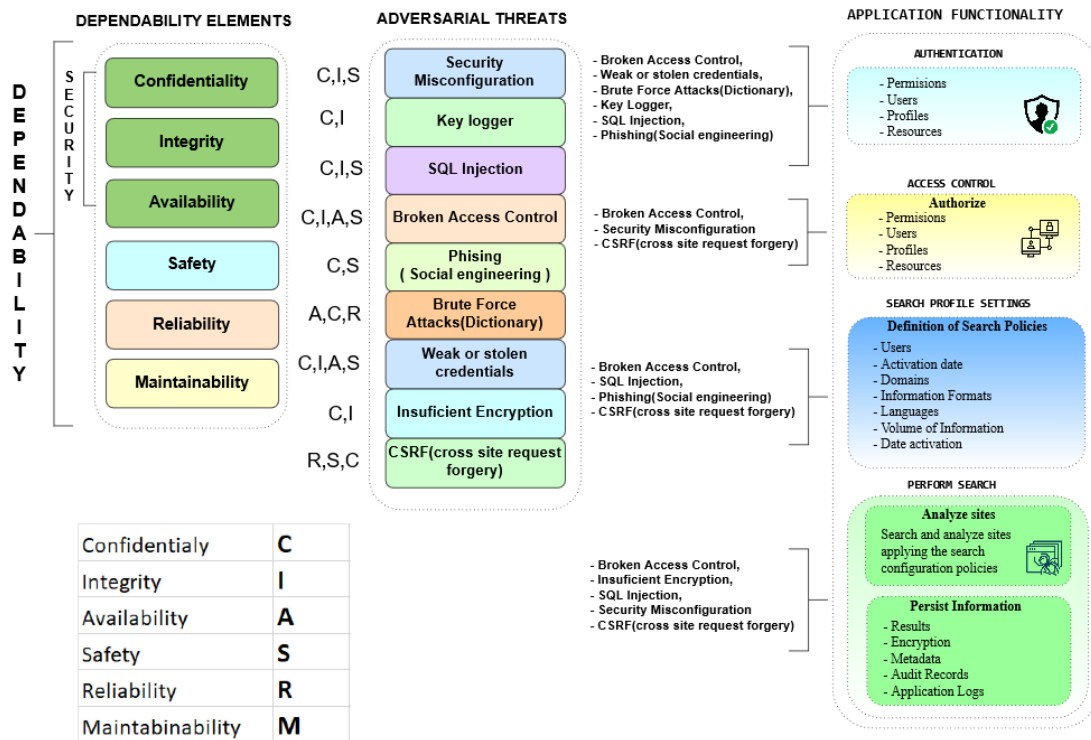 DEPENDABILITY ELEMENTS
DEPENDABILITY
SECURITY
Confidentiality
Integrity
Availability
Safety
Reliability
Maintainability
ADVERSARIAL THREATS
C,I,S
Security
Misconfiguration
C,I
Key logger
C,I,S
SQL Injection
C,I,A,S
Broken Access Control
C,S
Phising
( Social engineering )
A,C,R
Brute Force
Attacks(Dictionary)
C,I,A,S
Weak or stolen
credentials
C,I
Insuficient Encryption
R,S,C
CSRF(cross site request
forgery)
- Broken Access Control,
- Weak or stolen credentials,
- Brute Force Attacks(Dictionary),
- Key Logger,
- SQL Injection,
- Phishing(Social engineering)
- Broken Access Control,
- Security Misconfiguration
- CSRF(cross site request forgery)
- Broken Access Control,
- SQL Injection,
- Phishing(Social engineering)
- CSRF(cross site request forgery)
- Broken Access Control,
- Insuficient Encryption,
- SQL Injection,
- Security Misconfiguration
- CSRF(cross site request forgery)
APPLICATION FUNCTIONALITY
AUTHENTICATION
- Permisions
- Users
- Profiles
- Resources
ACCESS CONTROL
Authorize
- Permisions
- Users
- Profiles
- Resources
SEARCH PROFILE SETTINGS
Definition of Search Policies
- Users
- Activation date
- Domains
- Information Formats
- Languages
- Volume of Information
- Date activation
PERFORM SEARCH
Analyze sites
Search and analyze sites
applying the search
configuration policies
Persist Information
- Results
- Encryption
- Metadata
- Audit Records
- Application Logs
Confidentialy C
Integrity I
Availability A
Safety S
Reliability R
Maintabinability M